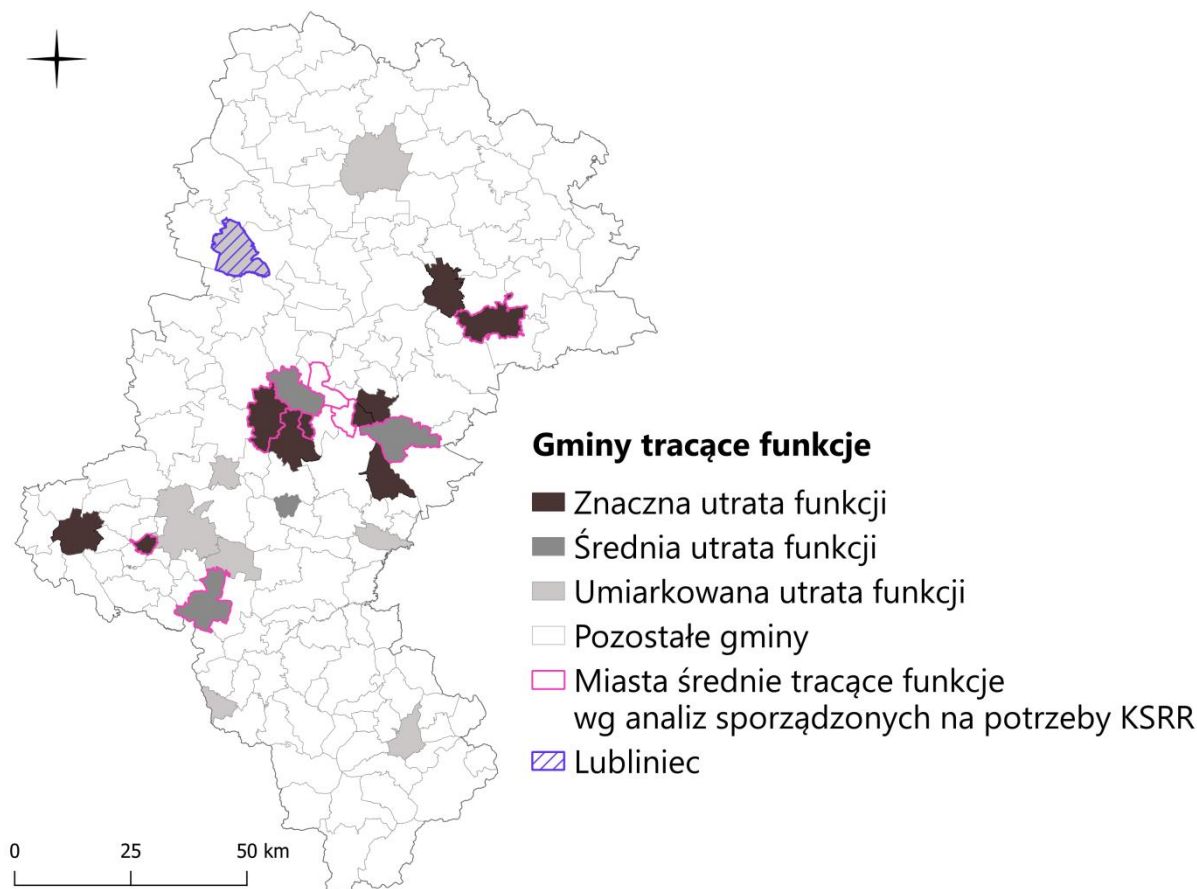 Gminy tracące funkcje
Znaczna utrata funkcji
Średnia utrata funkcji
Umiarkowana utrata funkcji
Pozostałe gminy
Miasta średnie tracące funkcje
wg analiz sporządzonych na potrzeby KSRR
Lubliniec
0 25 50 km